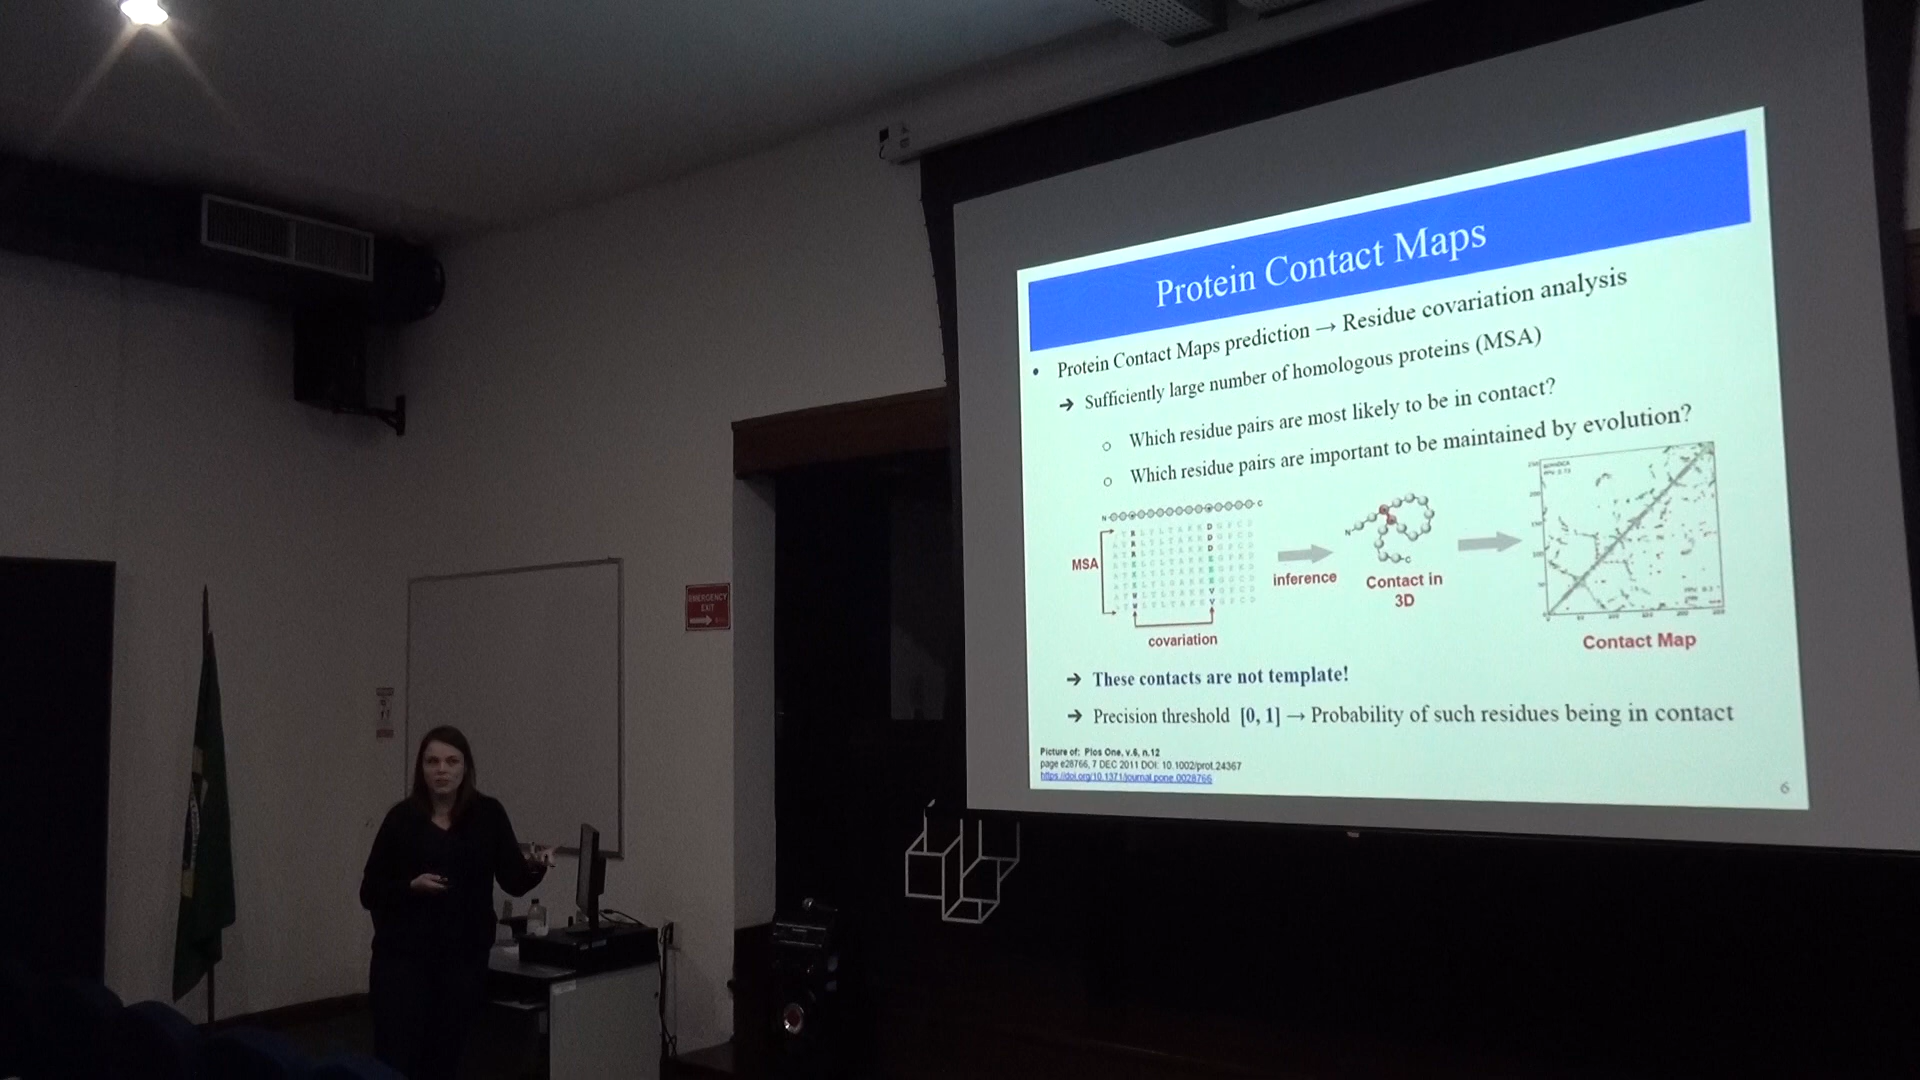 Protein Contact Maps
• Protein Contact Maps prediction → Residue covariation analysis
➔ Sufficiently large number of homologous proteins (MSA)
○ Which residue pairs are most likely to be in contact?
○ Which residue pairs are important to be maintained by evolution?
N
C
MSA
covariation
inference
N
C
Contact in
3D
Contact Map
➔ These contacts are not template!
➔ Precision threshold [0, 1] → Probability of such residues being in contact
Picture of: Plos One, v.6, n.12
page e28766, 7 DEC 2011 DOI: 10.1002/prot.24367
https://doi.org/10.1371/journal.pone.0028766
6
EMERGENCY
EXIT